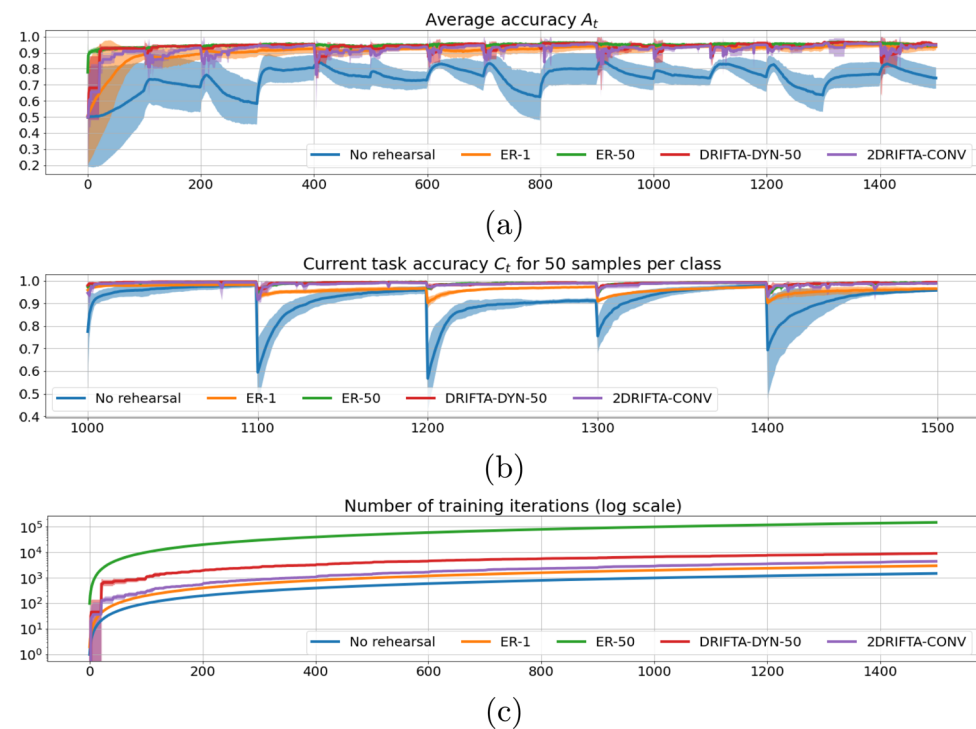 Average accuracy A_t
1.0
0.9
0.8
0.7
0.6
0.5
0.4
0.3
0.2
No rehearsal ER-1 ER-50 DRIFTA-DYN-50 2DRIFTA-CONV
0 200 400 600 800 1000 1200 1400
(a)
Current task accuracy C_t for 50 samples per class
1.0
0.9
0.8
0.7
0.6
0.5
0.4
No rehearsal ER-1 ER-50 DRIFTA-DYN-50 2DRIFTA-CONV
1000 1100 1200 1300 1400 1500
(b)
Number of training iterations (log scale)
10^5
10^4
10^3
10^2
10^1
10^0
No rehearsal ER-1 ER-50 DRIFTA-DYN-50 2DRIFTA-CONV
0 200 400 600 800 1000 1200 1400
(c)